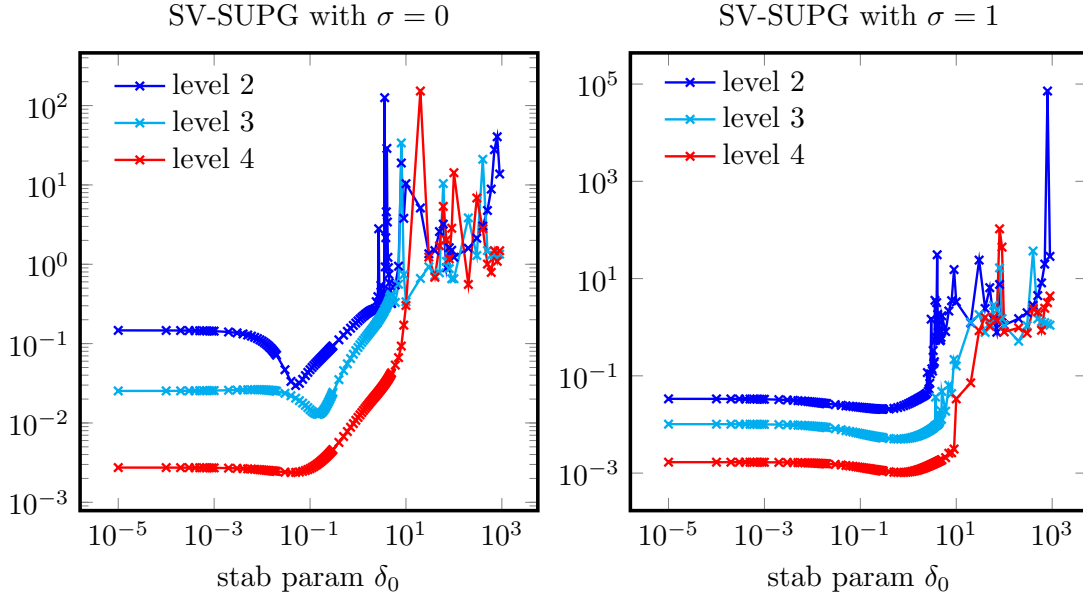 SV-SUPG with σ = 0
level 2
level 3
level 4
10^2
10^1
10^0
10^−1
10^−2
10^−3
10^−5 10^−3 10^−1 10^1 10^3
stab param δ_0
SV-SUPG with σ = 1
level 2
level 3
level 4
10^5
10^3
10^1
10^−1
10^−3
10^−5 10^−3 10^−1 10^1 10^3
stab param δ_0